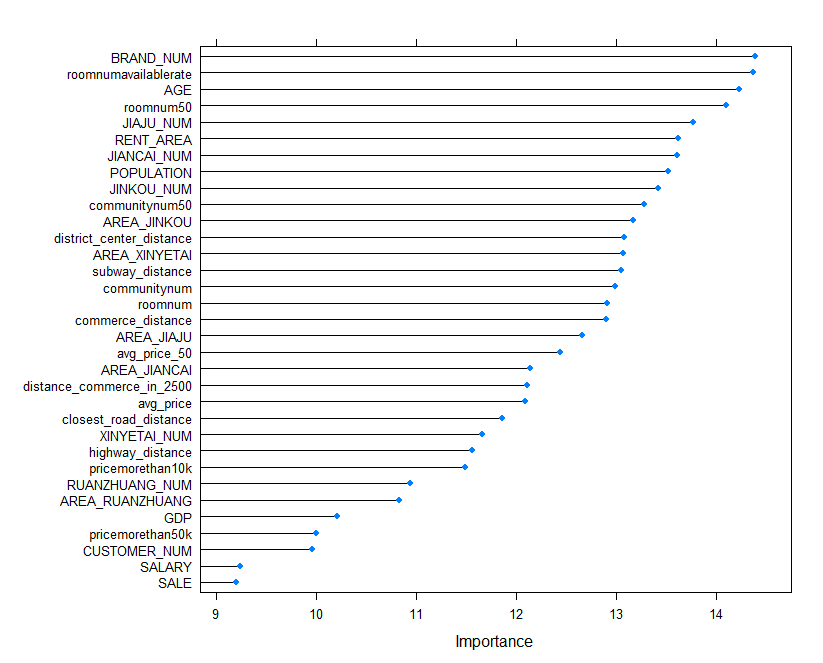 BRAND_NUM
roomnumavailablerate
AGE
roomnum50
JIAJU_NUM
RENT_AREA
JIANCAI_NUM
POPULATION
JINKOU_NUM
communitynum50
AREA_JINKOU
district_center_distance
AREA_XINYETAI
subway_distance
communitynum
roomnum
commerce_distance
AREA_JIAJU
avg_price_50
AREA_JIANCAI
distance_commerce_in_2500
avg_price
closest_road_distance
XINYETAI_NUM
highway_distance
pricemorethan10k
RUANZHUANG_NUM
AREA_RUANZHUANG
GDP
pricemorethan50k
CUSTOMER_NUM
SALARY
SALE
9 10 11 12 13 14
Importance